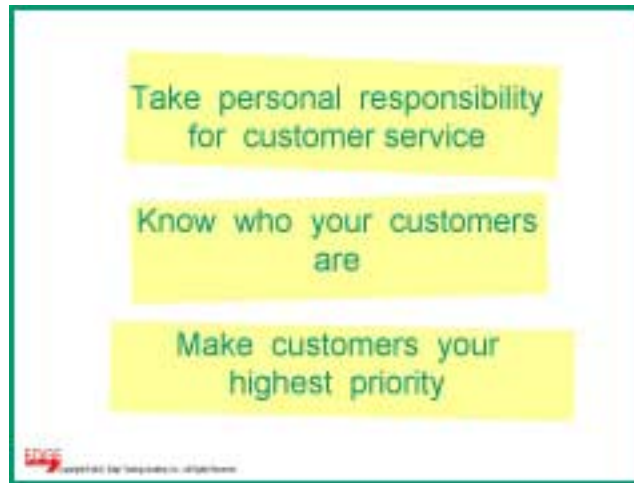 Take personal responsibility
for customer service
Know who your customers
are
Make customers your
highest priority
EDGE